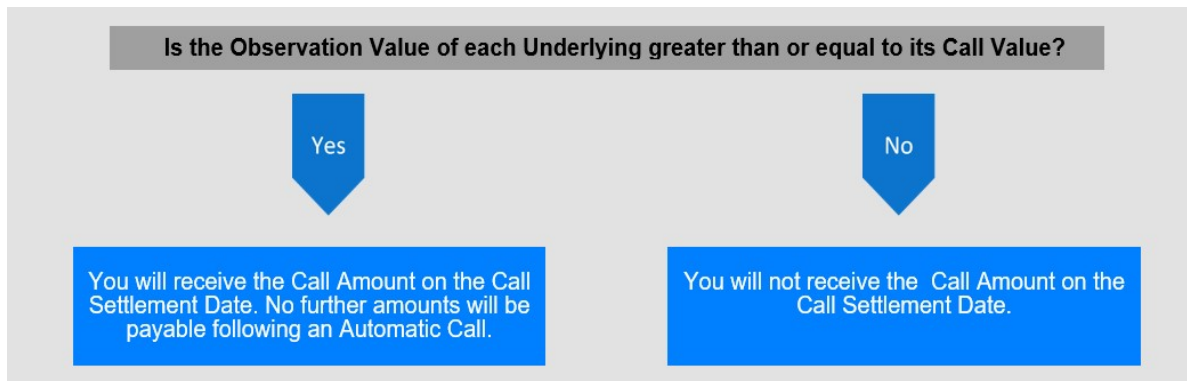 Is the Observation Value of each Underlying greater than or equal to its Call Value?
Yes
No
You will receive the Call Amount on the Call
Settlement Date. No further amounts will be
payable following an Automatic Call.
You will not receive the Call Amount on the
Call Settlement Date.